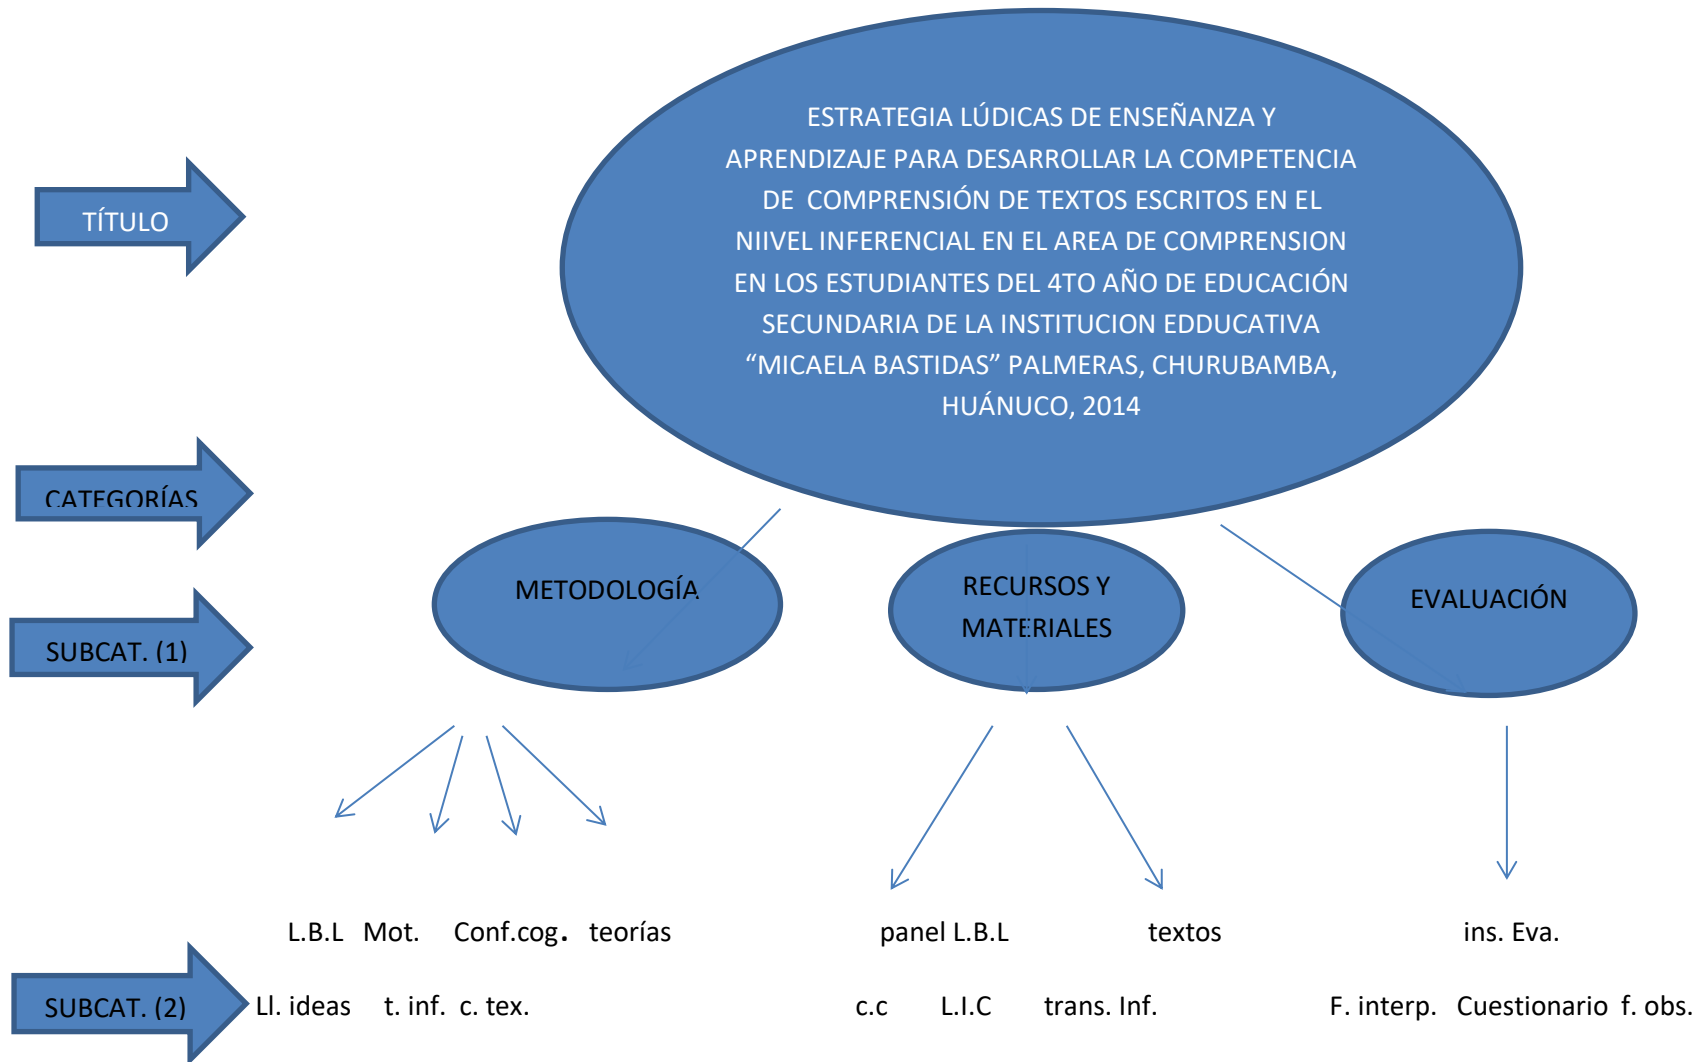 ESTRATEGIA LÚDICAS DE ENSEÑANZA Y
APRENDIZAJE PARA DESARROLLAR LA COMPETENCIA
DE COMPRENSIÓN DE TEXTOS ESCRITOS EN EL
NIIVEL INFERENCIAL EN EL AREA DE COMPRENSION
EN LOS ESTUDIANTES DEL 4TO AÑO DE EDUCACIÓN
SECUNDARIA DE LA INSTITUCION EDDUCATIVA
“MICAELA BASTIDAS” PALMERAS, CHURUBAMBA,
HUÁNUCO, 2014
TÍTULO
CATEGORÍAS
METODOLOGÍA
RECURSOS Y
MATERIALES
EVALUACIÓN
SUBCAT. (1)
L.B.L Mot. Conf.cog. teorías
panel L.B.L textos
ins. Eva.
SUBCAT. (2)
Ll. ideas t. inf. c. tex.
c.c L.I.C trans. Inf.
F. interp. Cuestionario f. obs.